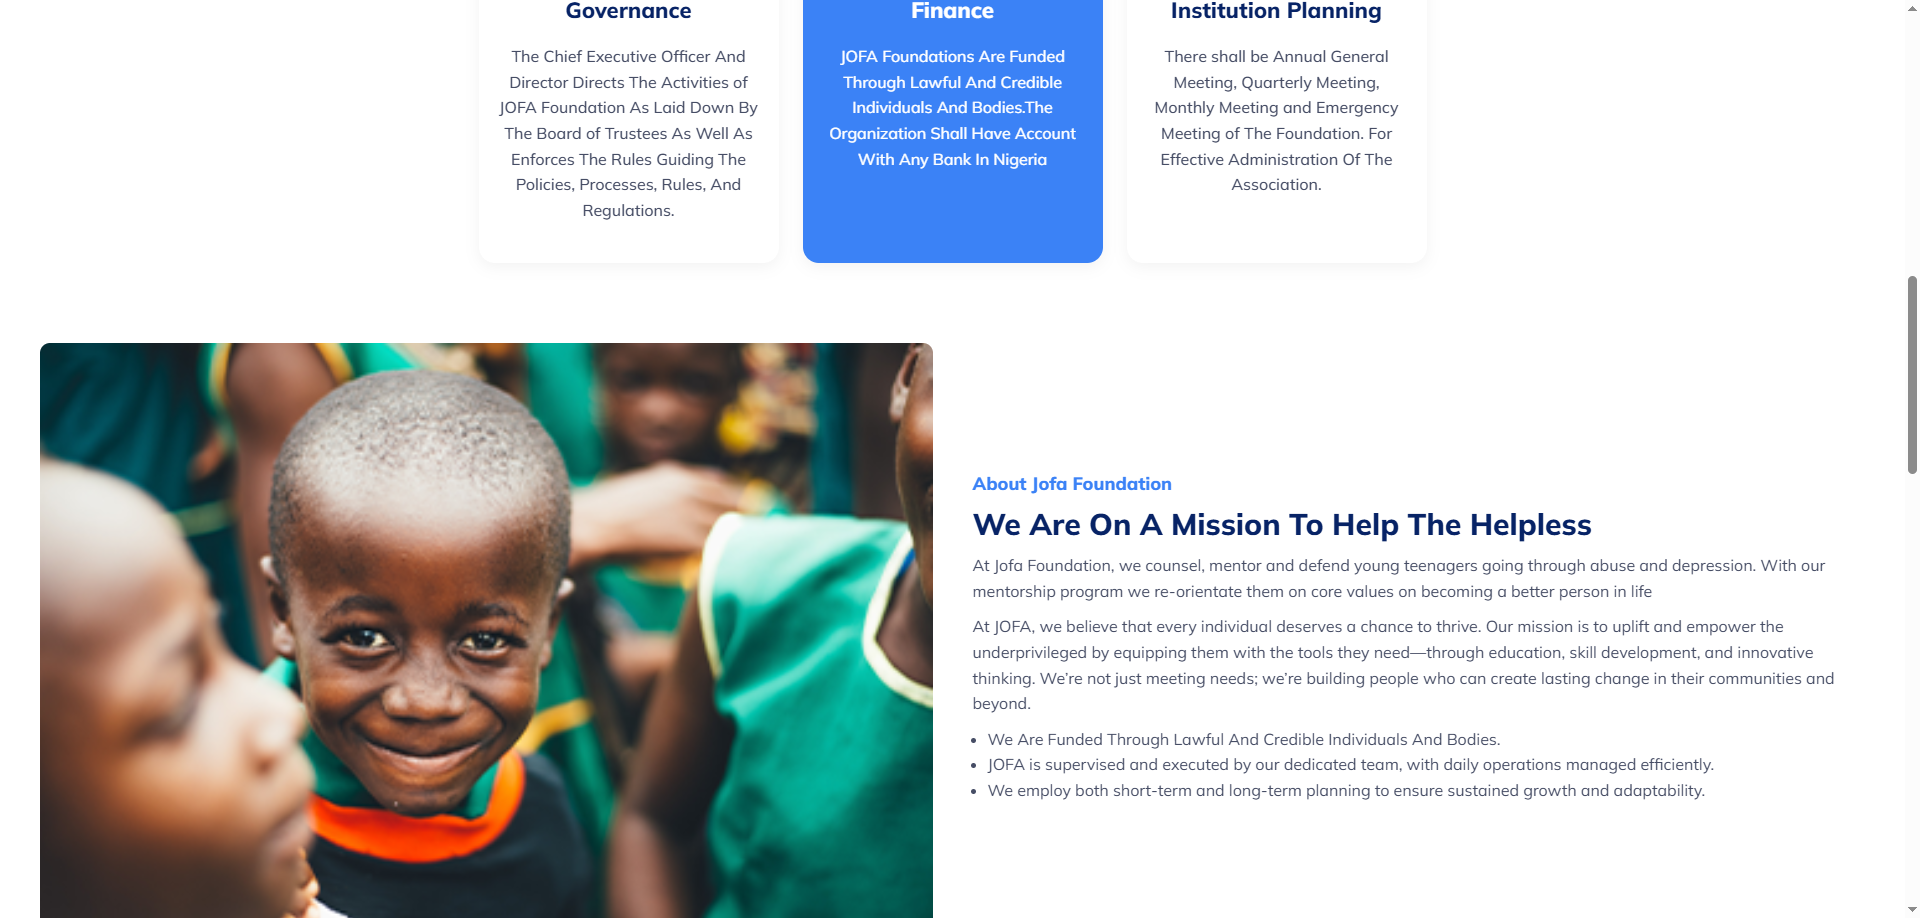 Governance
The Chief Executive Officer And
Director Directs The Activities of
JOFA Foundation As Laid Down By
The Board of Trustees As Well As
Enforces The Rules Guiding The
Policies, Processes, Rules, And
Regulations.
Finance
JOFA Foundations Are Funded
Through Lawful And Credible
Individuals And Bodies.The
Organization Shall Have Account
With Any Bank In Nigeria
Institution Planning
There shall be Annual General
Meeting, Quarterly Meeting,
Monthly Meeting and Emergency
Meeting of The Foundation. For
Effective Administration Of The
Association.
About Jofa Foundation
We Are On A Mission To Help The Helpless
At Jofa Foundation, we counsel, mentor and defend young teenagers going through abuse and depression. With our
mentorship program we re-orientate them on core values on becoming a better person in life
At JOFA, we believe that every individual deserves a chance to thrive. Our mission is to uplift and empower the
underprivileged by equipping them with the tools they need—through education, skill development, and innovative
thinking. We’re not just meeting needs; we’re building people who can create lasting change in their communities and
beyond.
• We Are Funded Through Lawful And Credible Individuals And Bodies.
• JOFA is supervised and executed by our dedicated team, with daily operations managed efficiently.
• We employ both short-term and long-term planning to ensure sustained growth and adaptability.